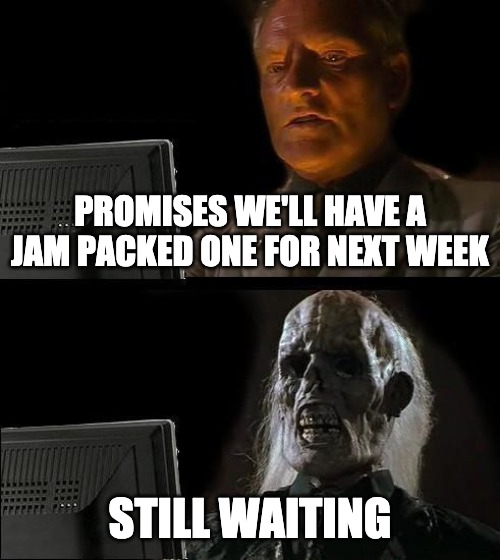 PROMISES WE'LL HAVE A
JAM PACKED ONE FOR NEXT WEEK
STILL WAITING